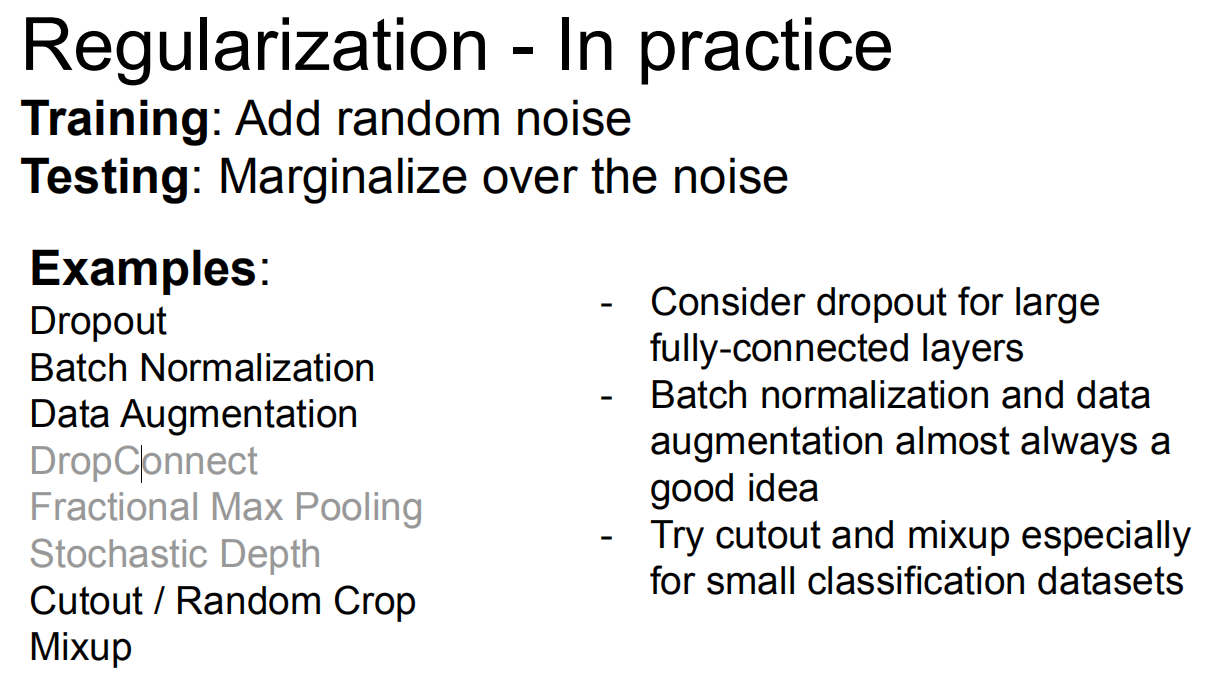 Regularization - In practice
Training: Add random noise
Testing: Marginalize over the noise
Examples:
Dropout
Batch Normalization
Data Augmentation
DropConnect
Fractional Max Pooling
Stochastic Depth
Cutout / Random Crop
Mixup
- Consider dropout for large
fully-connected layers
- Batch normalization and data
augmentation almost always a
good idea
- Try cutout and mixup especially
for small classification datasets